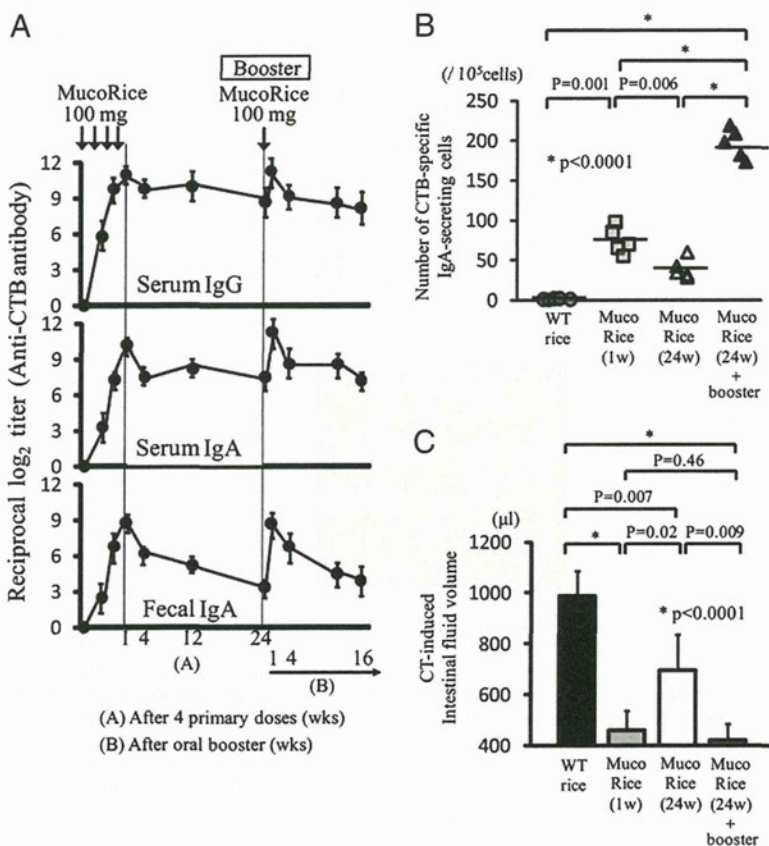 A
Booster
MucoRice
100 mg
MucoRice
100 mg
Reciprocal log2 titer (Anti-CTB antibody)
12
9
6
3
0
Serum IgG
12
9
6
3
0
Serum IgA
12
9
6
3
0
Fecal IgA
1 4 12 24
1 4 16
(A)
(B)
(A) After 4 primary doses (wks)
(B) After oral booster (wks)
B
*
*
(/ 10⁵cells)
P=0.001 P=0.006 *
Number of CTB-specific
IgA-secreting cells
250
200
150
100
50
0
* p<0.0001
WT
rice
Muco
Rice
(1w)
Muco
Rice
(24w)
Muco
Rice
(24w)
+
booster
C
*
P=0.46
P=0.007
(μl)
* P=0.02 P=0.009
CT-induced
Intestinal fluid volume
1200
1000
800
600
400
* p<0.0001
WT
rice
Muco
Rice
(1w)
Muco
Rice
(24w)
Muco
Rice
(24w)
+
booster